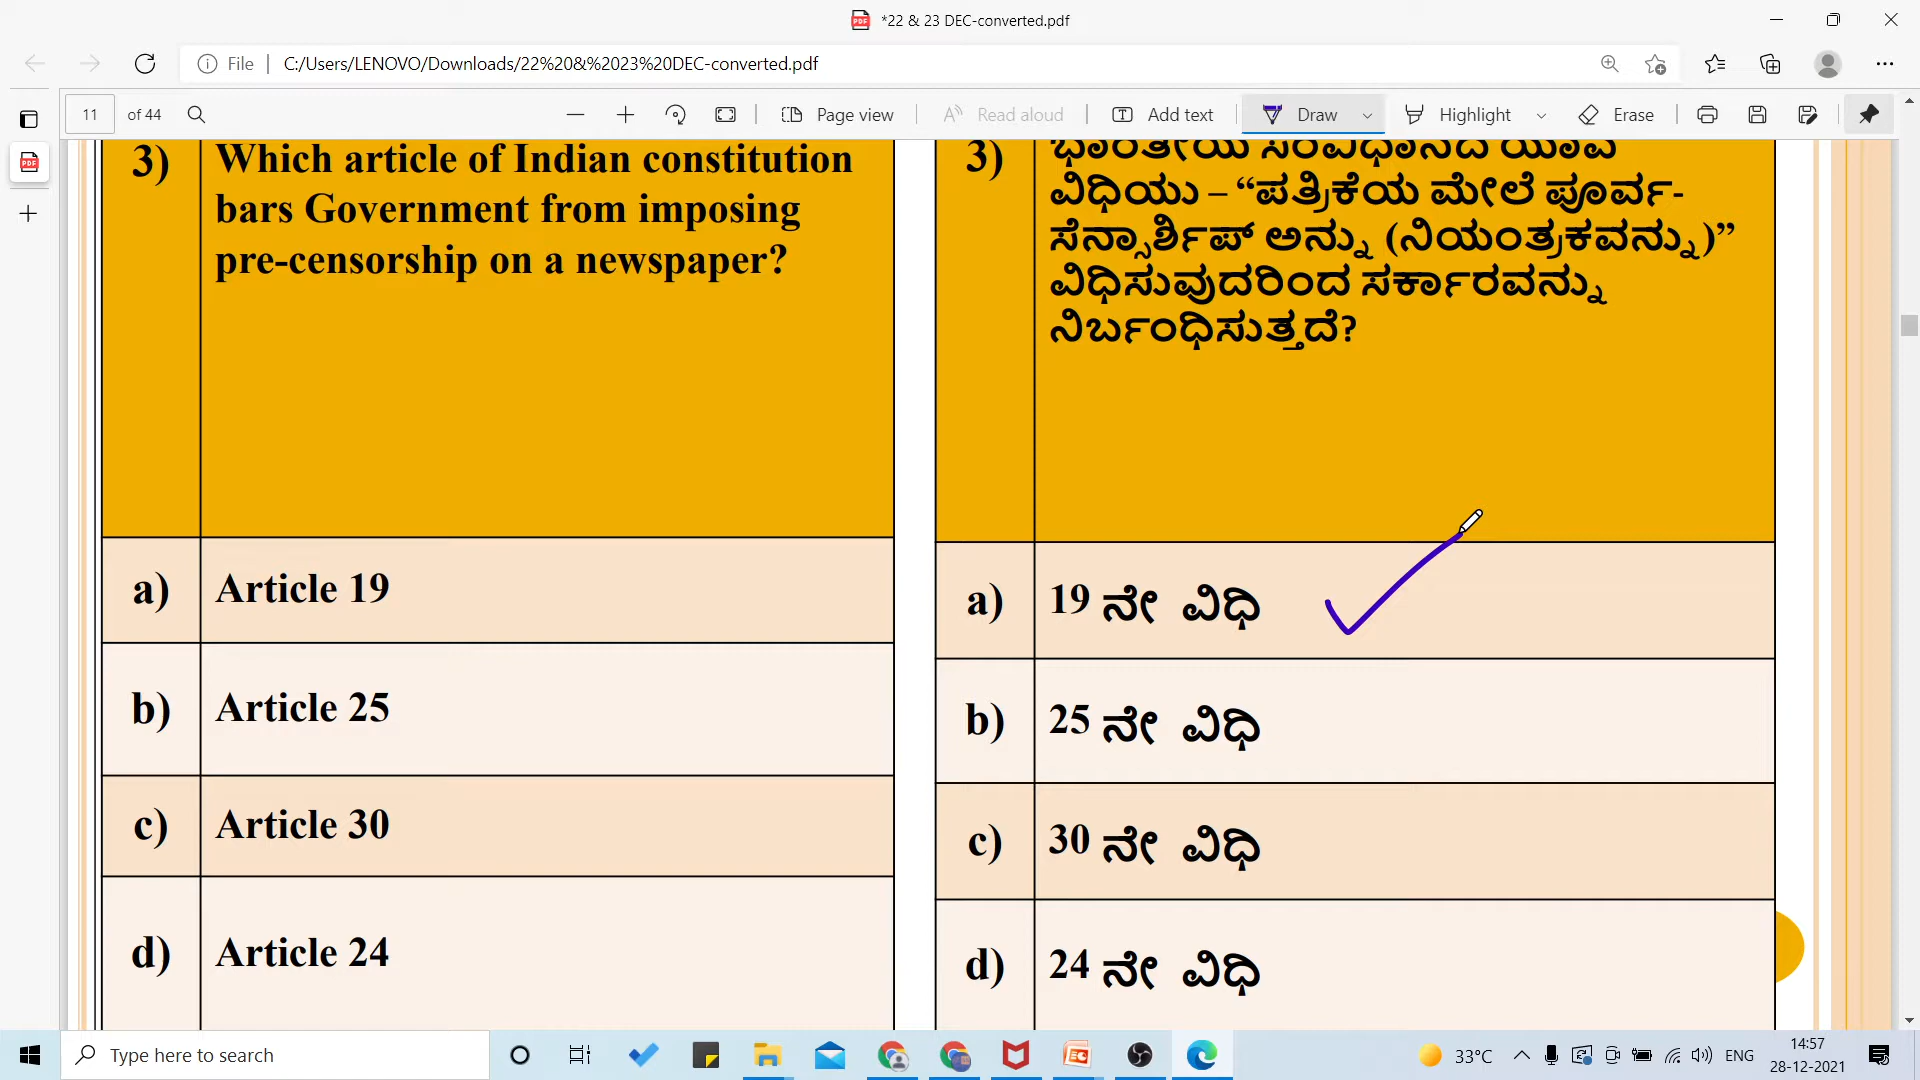 *22 & 23 DEC-converted.pdf
File
C:/Users/LENOVO/Downloads/22%20&%2023%20DEC-converted.pdf
11 of 44
Page view
Read aloud
Add text
Draw
Highlight
Erase
3) Which article of Indian constitution
bars Government from imposing
pre-censorship on a newspaper?
a) Article 19
b) Article 25
c) Article 30
d) Article 24
3) ಭಾರತೀಯ ಸಂವಿಧಾನದ ಯಾವ
ವಿಧಿಯು – “ಪತ್ರಿಕೆಯ ಮೇಲೆ ಪೂರ್ವ-
ಸೆನ್ಸಾರ್ಶಿಪ್ ಅನ್ನು (ನಿಯಂತ್ರಕವನ್ನು)”
ವಿಧಿಸುವುದರಿಂದ ಸರ್ಕಾರವನ್ನು
ನಿರ್ಬಂಧಿಸುತ್ತದೆ?
a) 19 ನೇ ವಿಧಿ
b) 25 ನೇ ವಿಧಿ
c) 30 ನೇ ವಿಧಿ
d) 24 ನೇ ವಿಧಿ
Type here to search
33°C
ENG
14:57
28-12-2021